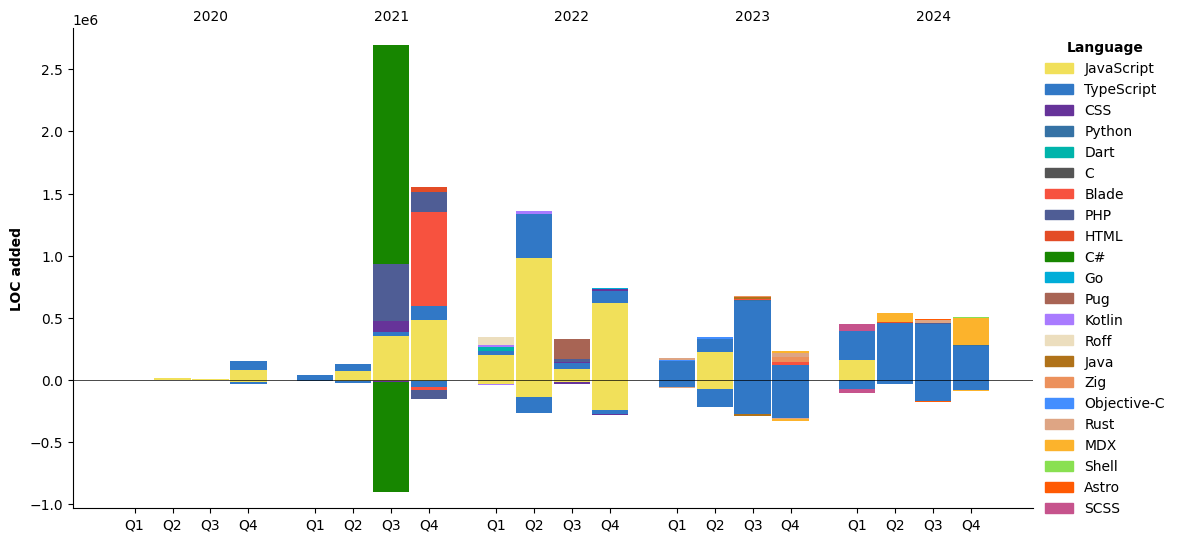 1e6
2020 2021 2022 2023 2024
Language
JavaScript
TypeScript
CSS
Python
Dart
C
Blade
PHP
HTML
C#
Go
Pug
Kotlin
Roff
Java
Zig
Objective-C
Rust
MDX
Shell
Astro
SCSS
LOC added
2.5
2.0
1.5
1.0
0.5
0.0
−0.5
−1.0
Q1 Q2 Q3 Q4 Q1 Q2 Q3 Q4 Q1 Q2 Q3 Q4 Q1 Q2 Q3 Q4 Q1 Q2 Q3 Q4